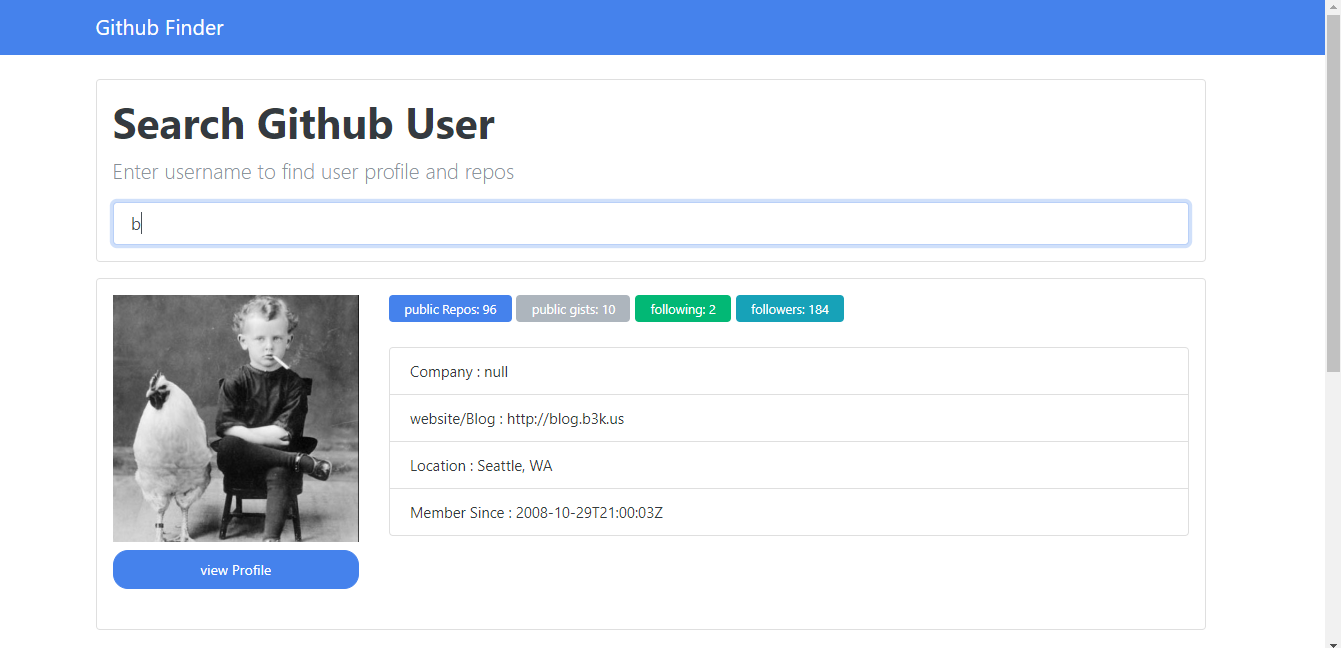 Github Finder
Search Github User
Enter username to find user profile and repos
b
public Repos: 96 public gists: 10 following: 2 followers: 184
Company : null
website/Blog : http://blog.b3k.us
Location : Seattle, WA
Member Since : 2008-10-29T21:00:03Z
view Profile